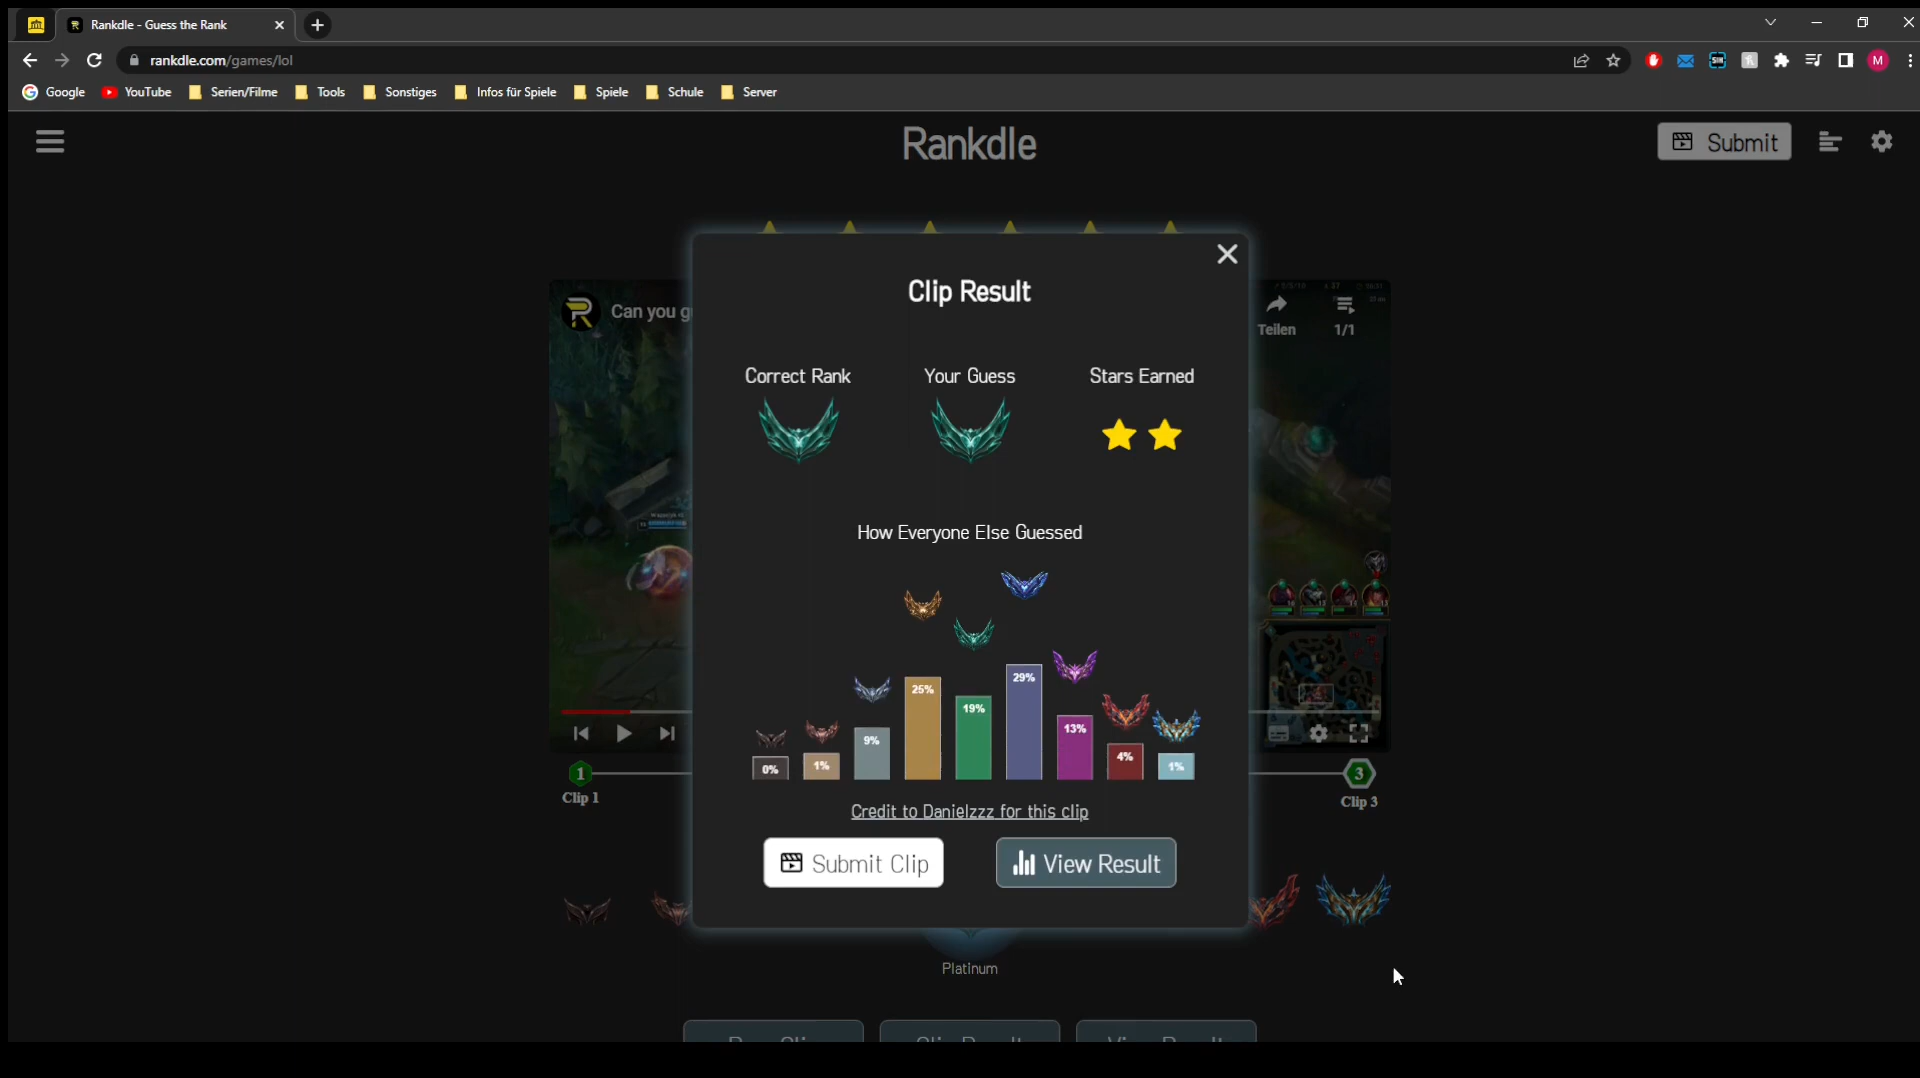 Rankdle - Guess the Rank
rankdle.com/games/lol
M
Google YouTube Serien/Filme Tools Sonstiges Infos für Spiele Spiele Schule Server
Rankdle
Submit
Can you g
Teilen
1/1
Clip Result
Correct Rank Your Guess Stars Earned
How Everyone Else Guessed
0% 1% 9% 25% 19% 29% 13% 4% 1%
1
Clip 1
3
Clip 3
Credit to Danielzzz for this clip
Submit Clip
View Result
Platinum